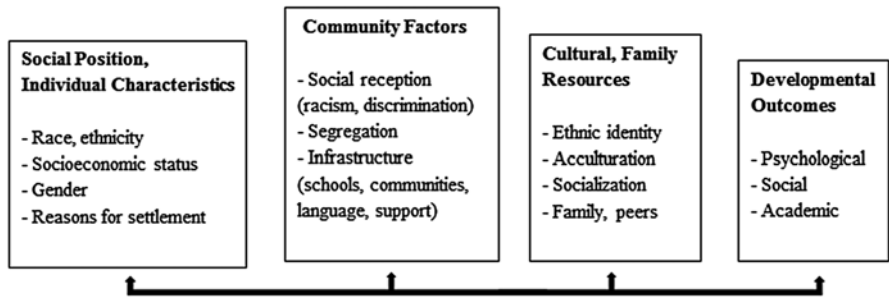 Social Position,
Individual Characteristics
- Race, ethnicity
- Socioeconomic status
- Gender
- Reasons for settlement
Community Factors
- Social reception
(racism, discrimination)
- Segregation
- Infrastructure
(schools, communities,
language, support)
Cultural, Family
Resources
- Ethnic identity
- Acculturation
- Socialization
- Family, peers
Developmental
Outcomes
- Psychological
- Social
- Academic